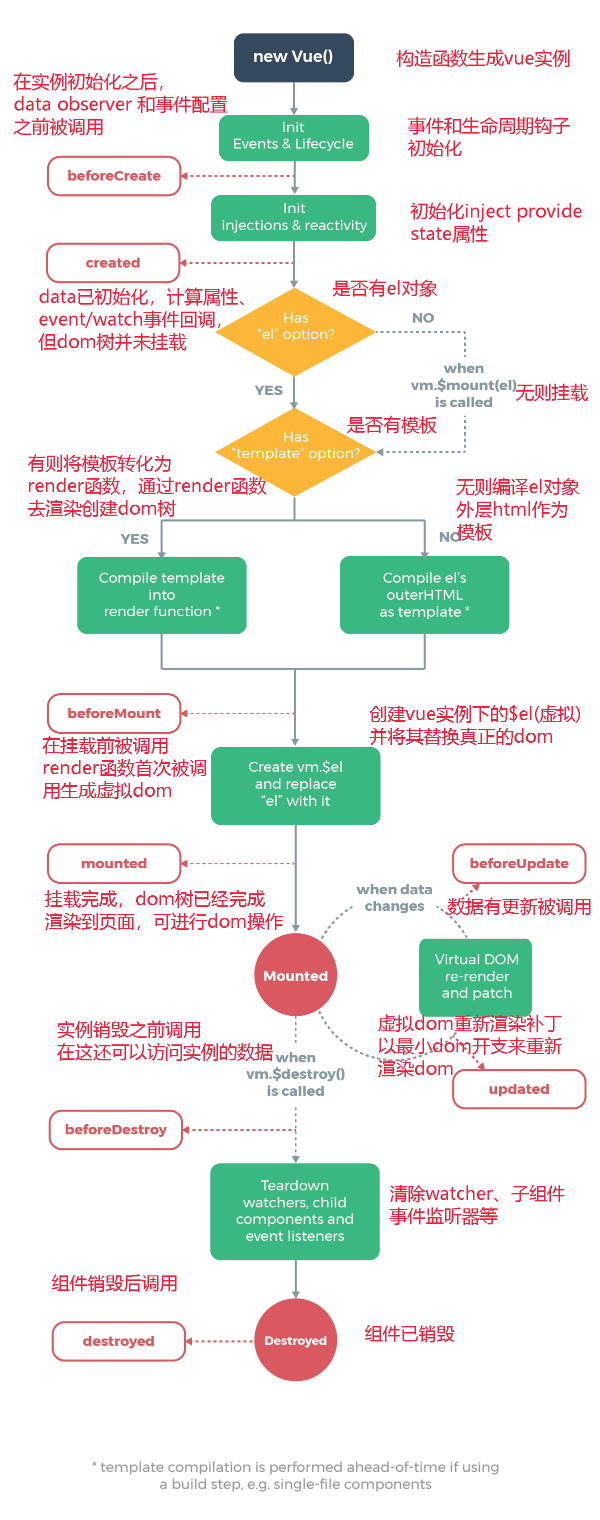 new Vue()
构造函数生成vue实例
在实例初始化之后，
data observer 和事件配置
之前被调用
Init
Events & Lifecycle
事件和生命周期钩子
初始化
beforeCreate
Init
injections & reactivity
初始化inject provide
state属性
created
data已初始化，计算属性、
event/watch事件回调，
但dom树并未挂载
是否有el对象
Has
“el” option?
NO
when
vm.$mount(el)
is called
无则挂载
YES
是否有模板
Has
“template” option?
有则将模板转化为
render函数，通过render函数
去渲染创建dom树
无则编译el对象
外层html作为
模板
YES
NO
Compile template
into
render function *
Compile el’s
outerHTML
as template *
beforeMount
在挂载前被调用
render函数首次被调
用生成虚拟dom
创建vue实例下的$el(虚拟)
并将其替换真正的dom
Create vm.$el
and replace
“el” with it
mounted
挂载完成，dom树已经完成
渲染到页面，可进行dom操作
when data
changes
beforeUpdate
数据有更新被调用
Mounted
Virtual DOM
re-render
and patch
虚拟dom重新渲染补丁
以最小dom开支来重新
渲染dom
updated
实例销毁之前调用
在这还可以访问实例的数据
when
vm.$destroy()
is called
beforeDestroy
Teardown
watchers, child
components and
event listeners
清除watcher、子组件
事件监听器等
组件销毁后调用
destroyed
Destroyed
组件已销毁
* template compilation is performed ahead-of-time if using
a build step, e.g. single-file components